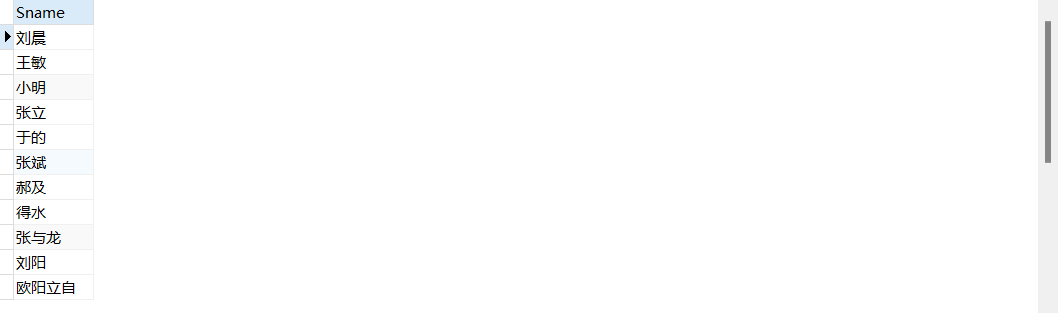 Sname
刘晨
王敏
小明
张立
于的
张斌
郝及
得水
张与龙
刘阳
欧阳立自